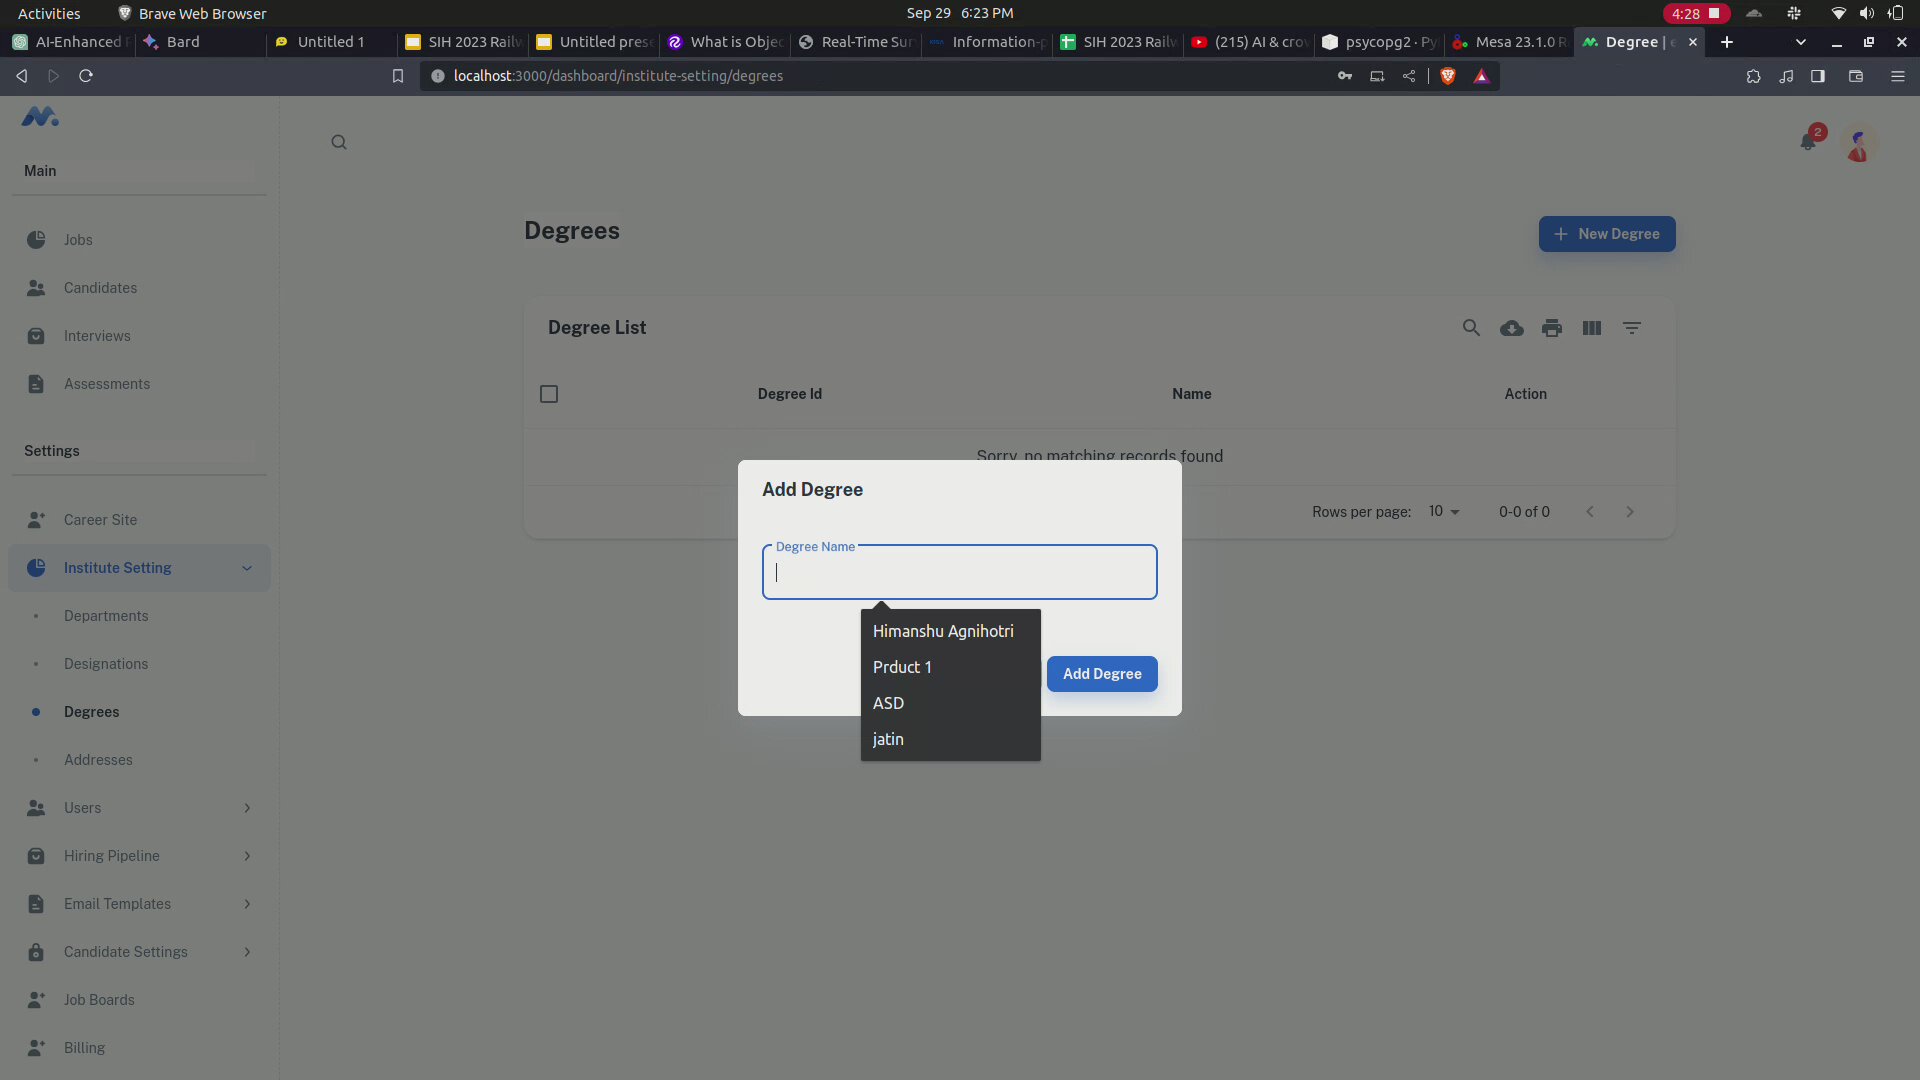 Activities
Brave Web Browser
Sep 29 6:23 PM
4:28
AI-Enhanced
Bard
Untitled 1
SIH 2023 Railw
Untitled prese
What is Objec
Real-Time Sur
Information-p
SIH 2023 Railw
(215) AI & crow
psycopg2 · Py
Mesa 23.1.0 R
Degree |
localhost:3000/dashboard/institute-setting/degrees
2
Main
Jobs
Candidates
Interviews
Assessments
Settings
Career Site
Institute Setting
Departments
Designations
Degrees
Addresses
Users
Hiring Pipeline
Email Templates
Candidate Settings
Job Boards
Billing
Degrees
New Degree
Degree List
Degree Id
Name
Action
Sorry, no matching records found
Rows per page:
10
0-0 of 0
Add Degree
Degree Name
Himanshu Agnihotri
Prduct 1
ASD
jatin
Add Degree